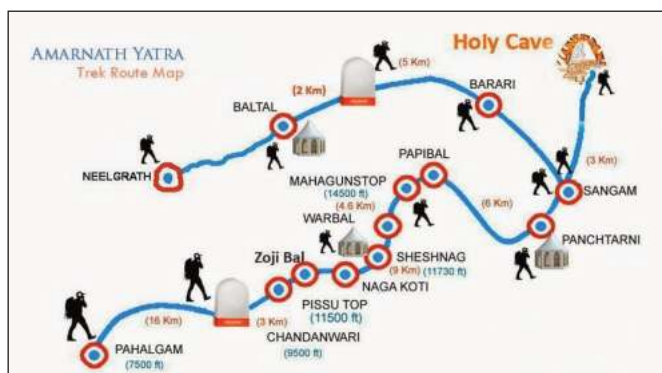 AMARNATH YATRA
Trek Route Map
Holy Cave
(5 Km)
(2 Km)
BARARI
BALTAL
NEELGRATH
PAPIBAL
MAHAGUNSTOP
(14500 ft)
(4.6 Km)
(3 Km)
SANGAM
(6 Km)
WARBAL
PANCHTARNI
Zoji Bal
SHESHNAG
(9 Km) (11730 ft)
NAGA KOTI
PISSU TOP
(11500 ft)
(16 Km)
(3 Km)
CHANDANWARI
(9500 ft)
PAHALGAM
(7500 ft)